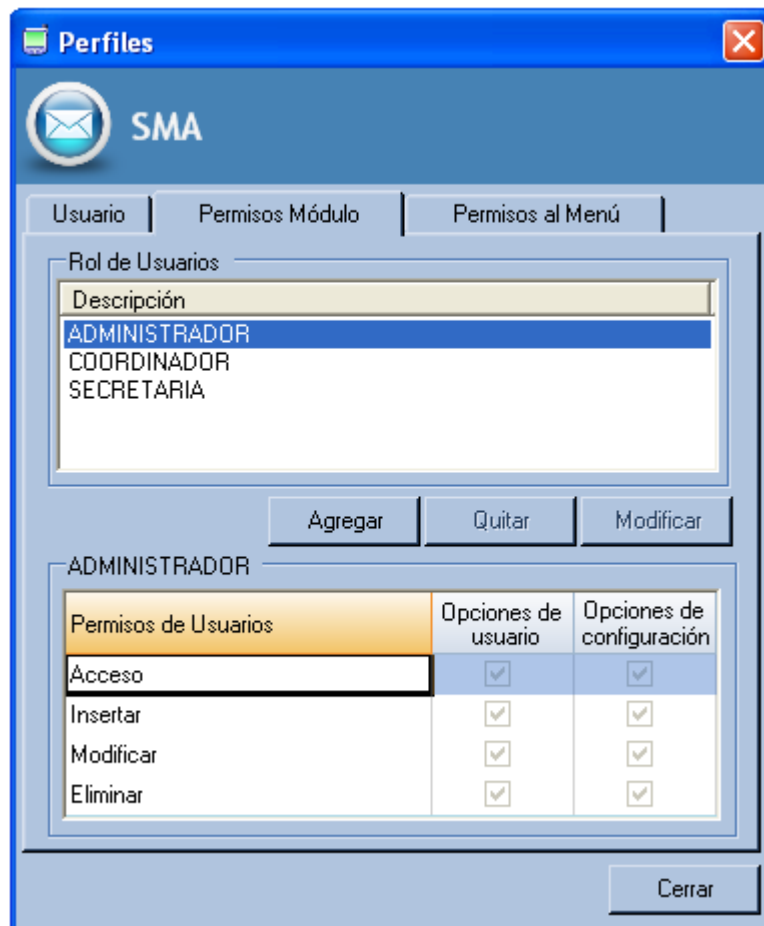 Perfiles
SMA
Usuario Permisos Módulo Permisos al Menú
Rol de Usuarios
Descripción
ADMINISTRADOR
COORDINADOR
SECRETARIA
Agregar Quitar Modificar
ADMINISTRADOR
Permisos de Usuarios Opciones de usuario Opciones de configuración
Acceso
Insertar
Modificar
Eliminar
Cerrar